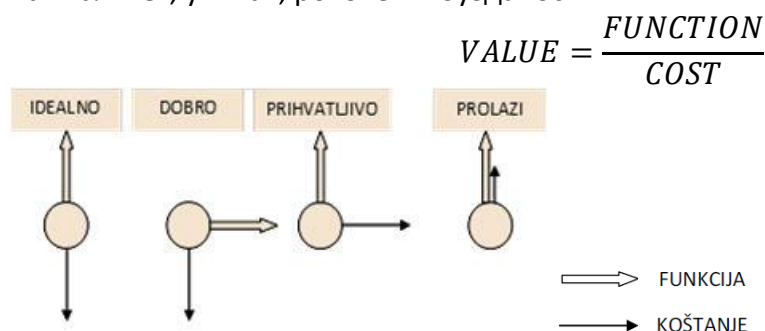 VALUE = FUNCTION / COST
IDEALNO
DOBRO
PRIHVATLJIVO
PROLAZI
FUNKCIJA
KOŠTANJE